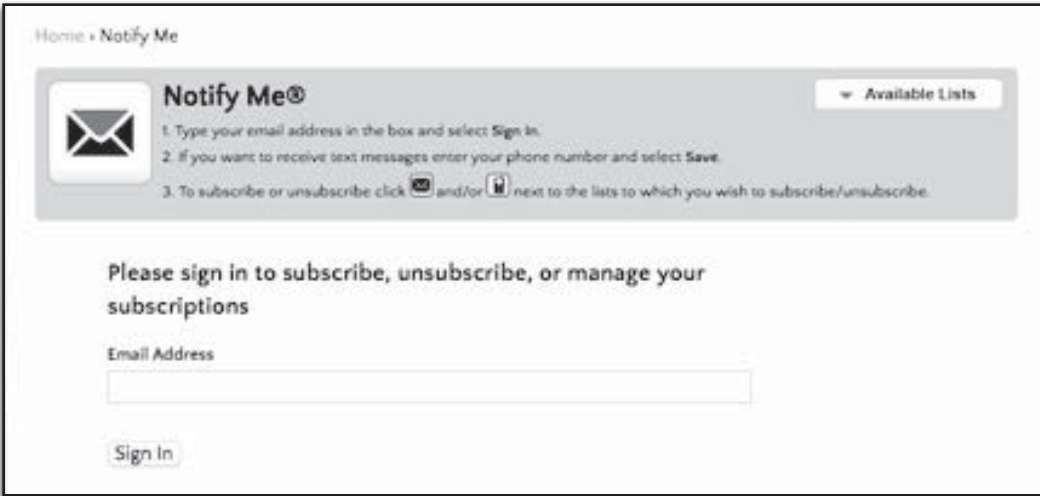 Home › Notify Me
Notify Me®
Available Lists
1. Type your email address in the box and select Sign In.
2. If you want to receive text messages enter your phone number and select Save.
3. To subscribe or unsubscribe click and/or next to the lists to which you wish to subscribe/unsubscribe.
Please sign in to subscribe, unsubscribe, or manage your
subscriptions
Email Address
Sign In